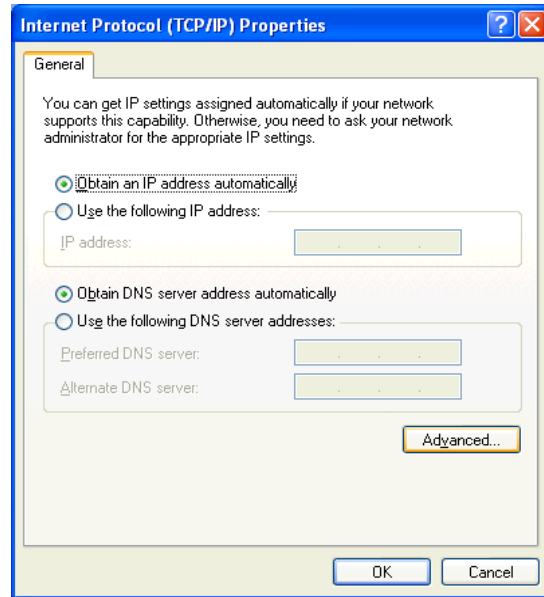 Internet Protocol (TCP/IP) Properties
General
You can get IP settings assigned automatically if your network
supports this capability. Otherwise, you need to ask your network
administrator for the appropriate IP settings.
Obtain an IP address automatically
Use the following IP address:
IP address:
Obtain DNS server address automatically
Use the following DNS server addresses:
Preferred DNS server:
Alternate DNS server:
Advanced...
OK Cancel